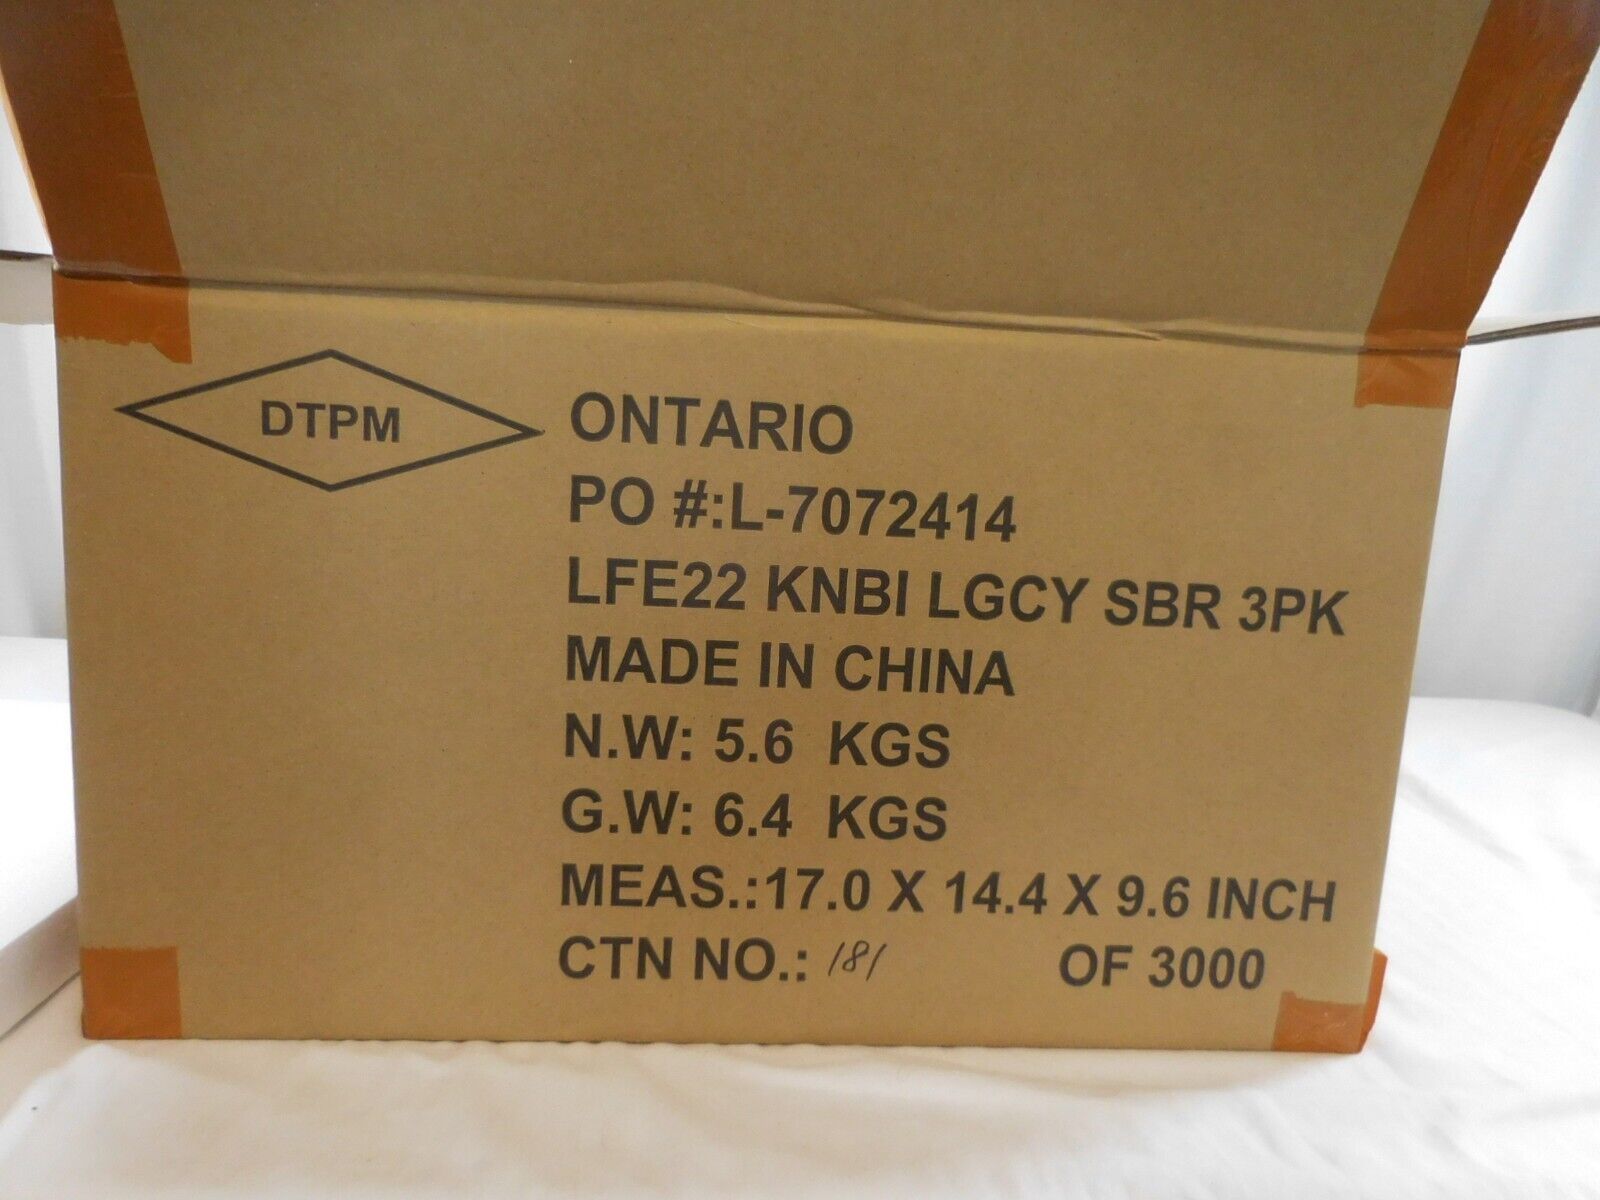 DTPM
ONTARIO
PO #:L-7072414
LFE22 KNBI LGCY SBR 3PK
MADE IN CHINA
N.W: 5.6 KGS
G.W: 6.4 KGS
MEAS.:17.0 X 14.4 X 9.6 INCH
CTN NO.: 181 OF 3000